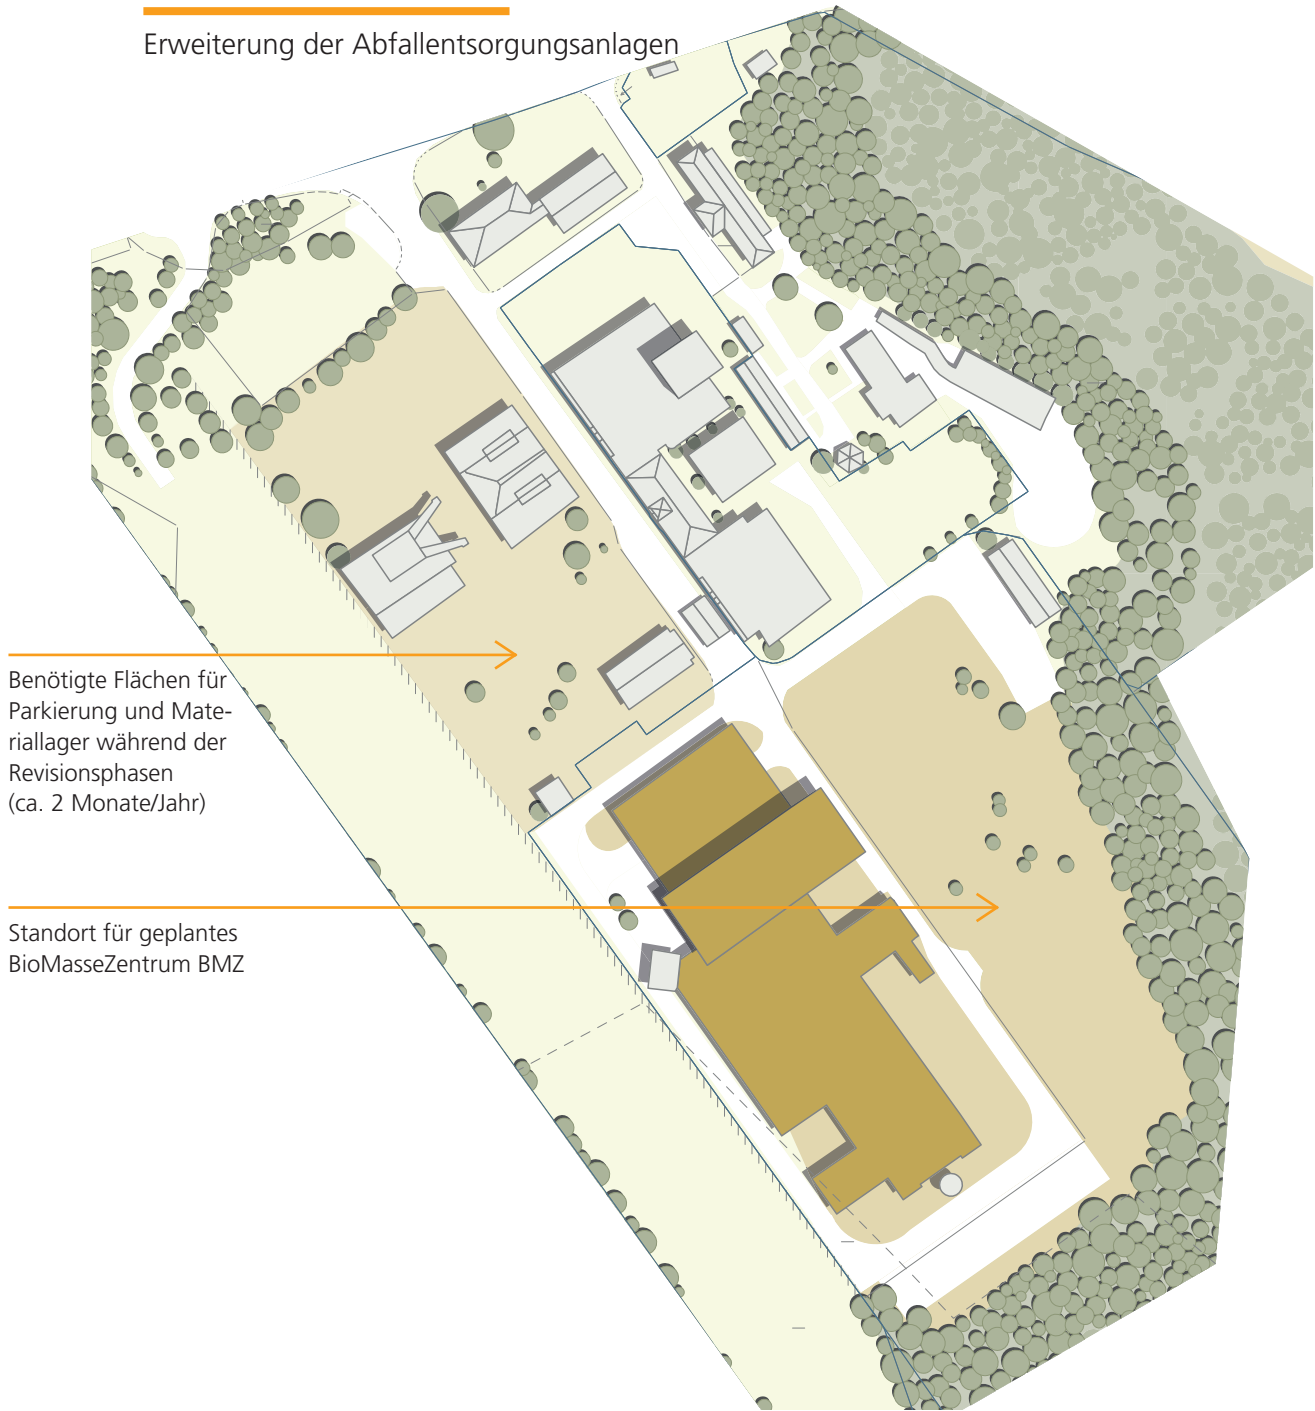 Erweiterung der Abfallentsorgungsanlagen
Benötigte Flächen für
Parkierung und Mate-
riallager während der
Revisionsphasen
(ca. 2 Monate/Jahr)
Standort für geplantes
BioMasseZentrum BMZ